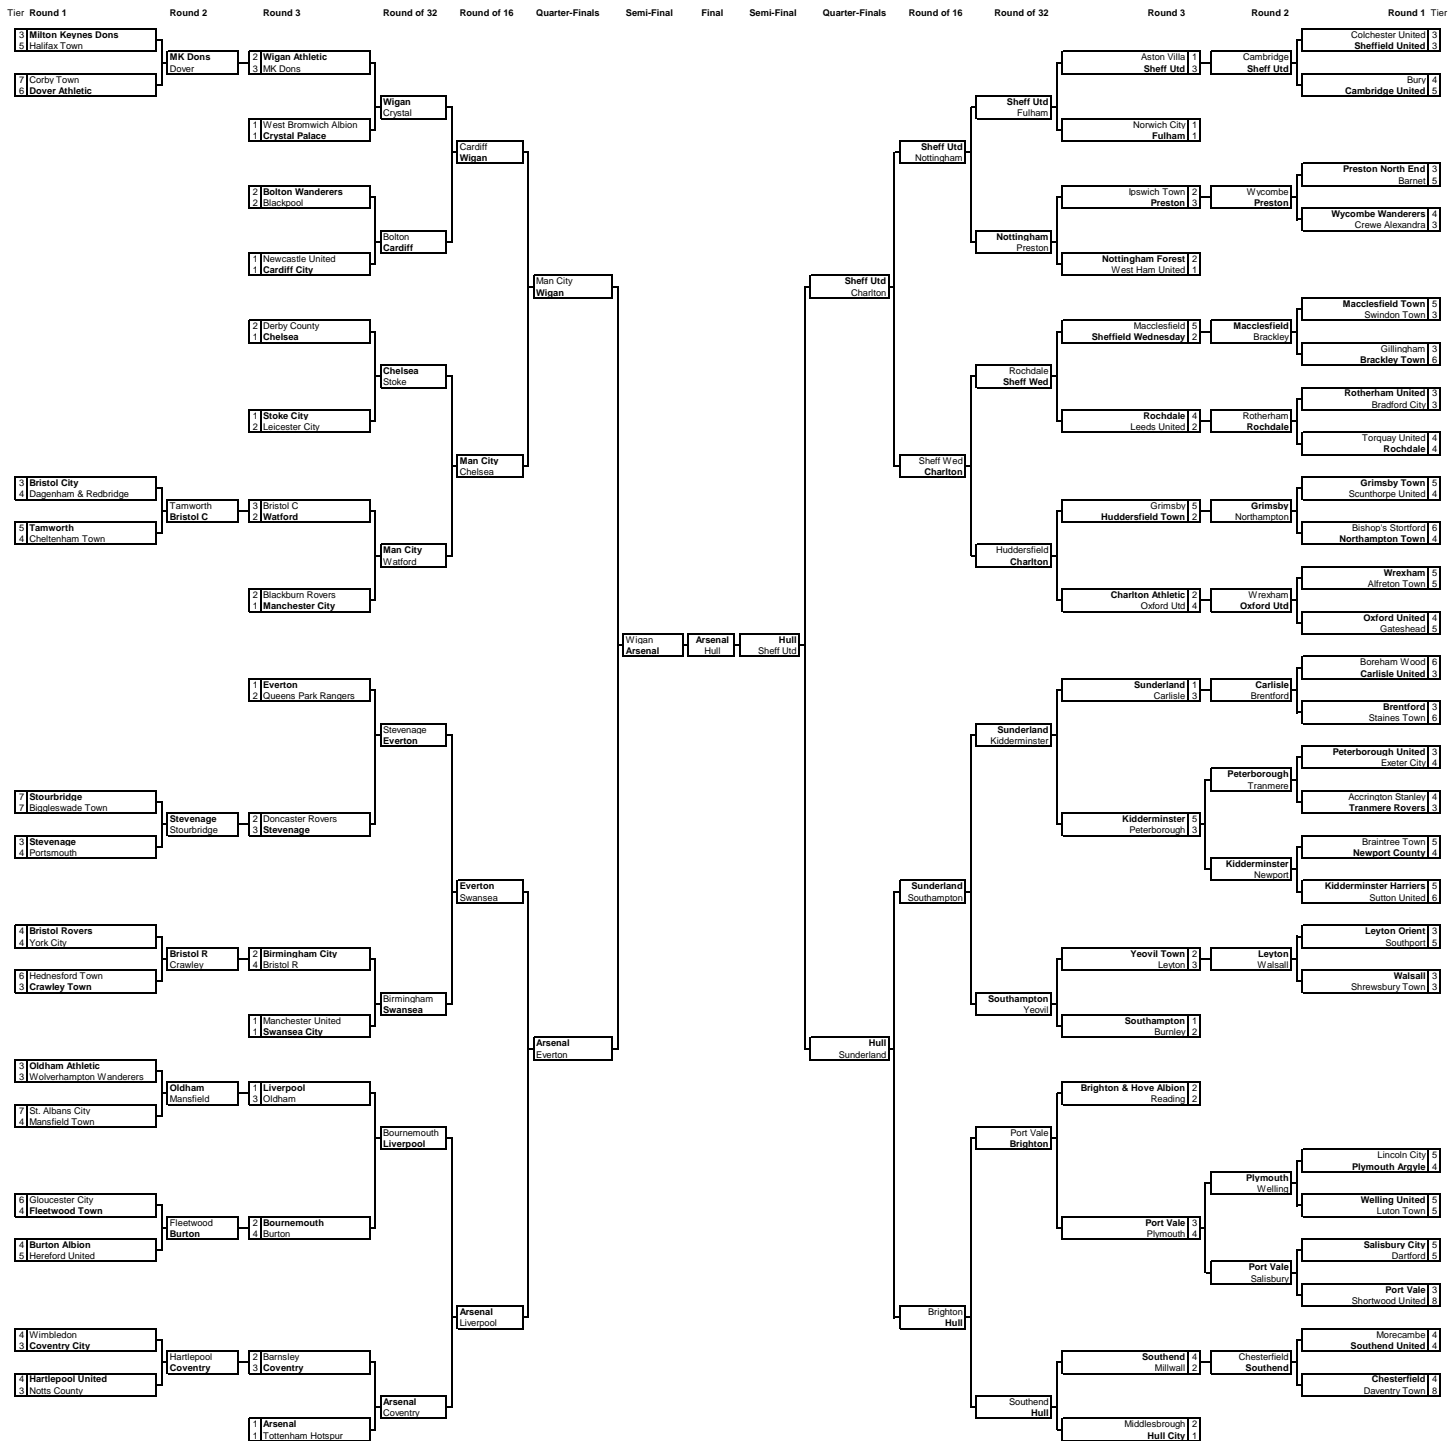 Tier Round 1 Round 2 Round 3 Round of 32 Round of 16 Quarter-Finals Semi-Final Final Semi-Final Quarter-Finals Round of 16 Round of 32 Round 3 Round 2 Round 1 Tier
3 Milton Keynes Dons
5 Halifax Town
7 Corby Town
6 Dover Athletic
3 Bristol City
4 Dagenham & Redbridge
5 Tamworth
4 Cheltenham Town
7 Stourbridge
7 Biggleswade Town
3 Stevenage
4 Portsmouth
4 Bristol Rovers
4 York City
6 Hednesford Town
3 Crawley Town
3 Oldham Athletic
3 Wolverhampton Wanderers
7 St. Albans City
4 Mansfield Town
6 Gloucester City
4 Fleetwood Town
4 Burton Albion
5 Hereford United
4 Wimbledon
3 Coventry City
4 Hartlepool United
3 Notts County
MK Dons
Dover
Tamworth
Bristol C
Stevenage
Stourbridge
Bristol R
Crawley
Oldham
Mansfield
Fleetwood
Burton
Hartlepool
Coventry
2 Wigan Athletic
3 MK Dons
1 West Bromwich Albion
1 Crystal Palace
2 Bolton Wanderers
2 Blackpool
1 Newcastle United
1 Cardiff City
2 Derby County
1 Chelsea
1 Stoke City
2 Leicester City
3 Bristol C
2 Watford
2 Blackburn Rovers
1 Manchester City
1 Everton
2 Queens Park Rangers
2 Doncaster Rovers
3 Stevenage
2 Birmingham City
4 Bristol R
1 Manchester United
1 Swansea City
1 Liverpool
3 Oldham
2 Bournemouth
4 Burton
2 Barnsley
3 Coventry
1 Arsenal
1 Tottenham Hotspur
Wigan
Crystal
Bolton
Cardiff
Chelsea
Stoke
Man City
Watford
Stevenage
Everton
Birmingham
Swansea
Bournemouth
Liverpool
Arsenal
Coventry
Cardiff
Wigan
Man City
Chelsea
Everton
Swansea
Arsenal
Liverpool
Man City
Wigan
Arsenal
Everton
Wigan
Arsenal
Arsenal
Hull
Hull
Sheff Utd
Sheff Utd
Charlton
Hull
Sunderland
Sheff Utd
Nottingham
Sheff Wed
Charlton
Sunderland
Southampton
Brighton
Hull
Sheff Utd
Fulham
Nottingham
Preston
Rochdale
Sheff Wed
Huddersfield
Charlton
Sunderland
Kidderminster
Southampton
Yeovil
Port Vale
Brighton
Southend
Hull
Aston Villa 1
Sheff Utd 3
Norwich City 1
Fulham 1
Ipswich Town 2
Preston 3
Nottingham Forest 2
West Ham United 1
Macclesfield 5
Sheffield Wednesday 2
Rochdale 4
Leeds United 2
Grimsby 5
Huddersfield Town 2
Charlton Athletic 2
Oxford Utd 4
Sunderland 1
Carlisle 3
Kidderminster 5
Peterborough 3
Yeovil Town 2
Leyton 3
Southampton 1
Burnley 2
Brighton & Hove Albion 2
Reading 2
Port Vale 3
Plymouth 4
Southend 4
Millwall 2
Middlesbrough 2
Hull City 1
Cambridge
Sheff Utd
Wycombe
Preston
Macclesfield
Brackley
Rotherham
Rochdale
Grimsby
Northampton
Wrexham
Oxford Utd
Carlisle
Brentford
Peterborough
Tranmere
Kidderminster
Newport
Leyton
Walsall
Plymouth
Welling
Port Vale
Salisbury
Chesterfield
Southend
Colchester United 3
Sheffield United 3
Bury 4
Cambridge United 5
Preston North End 3
Barnet 5
Wycombe Wanderers 4
Crewe Alexandra 3
Macclesfield Town 5
Swindon Town 3
Gillingham 3
Brackley Town 6
Rotherham United 3
Bradford City 3
Torquay United 4
Rochdale 4
Grimsby Town 5
Scunthorpe United 4
Bishop's Stortford 6
Northampton Town 4
Wrexham 5
Alfreton Town 5
Oxford United 4
Gateshead 5
Boreham Wood 6
Carlisle United 3
Brentford 3
Staines Town 6
Peterborough United 3
Exeter City 4
Accrington Stanley 4
Tranmere Rovers 3
Braintree Town 5
Newport County 4
Kidderminster Harriers 5
Sutton United 6
Leyton Orient 3
Southport 5
Walsall 3
Shrewsbury Town 3
Lincoln City 5
Plymouth Argyle 4
Welling United 5
Luton Town 5
Salisbury City 5
Dartford 5
Port Vale 3
Shortwood United 8
Morecambe 4
Southend United 4
Chesterfield 4
Daventry Town 8